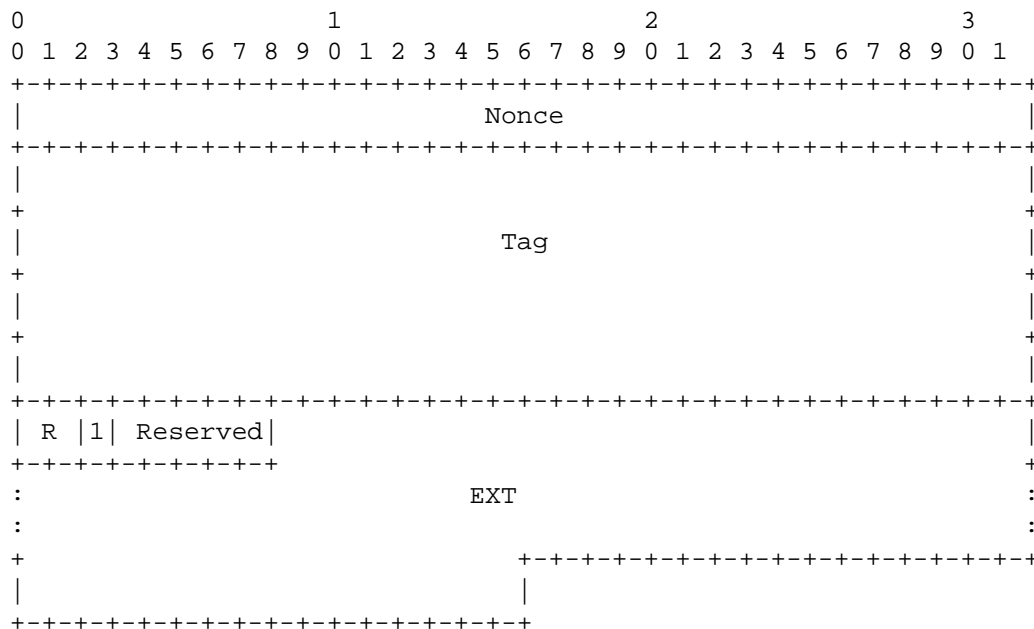 0                   1                   2                   3
0 1 2 3 4 5 6 7 8 9 0 1 2 3 4 5 6 7 8 9 0 1 2 3 4 5 6 7 8 9 0 1
+-+-+-+-+-+-+-+-+-+-+-+-+-+-+-+-+-+-+-+-+-+-+-+-+-+-+-+-+-+-+-+-+
|                             Nonce                             |
+-+-+-+-+-+-+-+-+-+-+-+-+-+-+-+-+-+-+-+-+-+-+-+-+-+-+-+-+-+-+-+-+
|                                                               |
+                                                               +
|                              Tag                              |
+                                                               +
|                                                               |
+                                                               +
|                                                               |
+-+-+-+-+-+-+-+-+-+-+-+-+-+-+-+-+-+-+-+-+-+-+-+-+-+-+-+-+-+-+-+-+
| R |1| Reserved|                                               |
+-+-+-+-+-+-+-+-+                                               +
:                            EXT                                :
:                                                               :
+                               +-+-+-+-+-+-+-+-+-+-+-+-+-+-+-+-+
|                               |
+-+-+-+-+-+-+-+-+-+-+-+-+-+-+-+-+